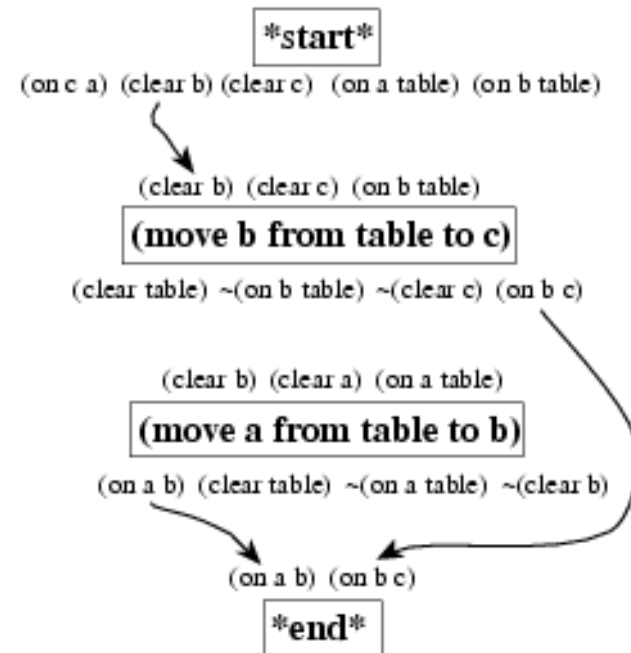 *start*
(on c a) (clear b) (clear c) (on a table) (on b table)
(clear b) (clear c) (on b table)
(move b from table to c)
(clear table) ~(on b table) ~(clear c) (on b c)
(clear b) (clear a) (on a table)
(move a from table to b)
(on a b) (clear table) ~(on a table) ~(clear b)
(on a b) (on b c)
*end*